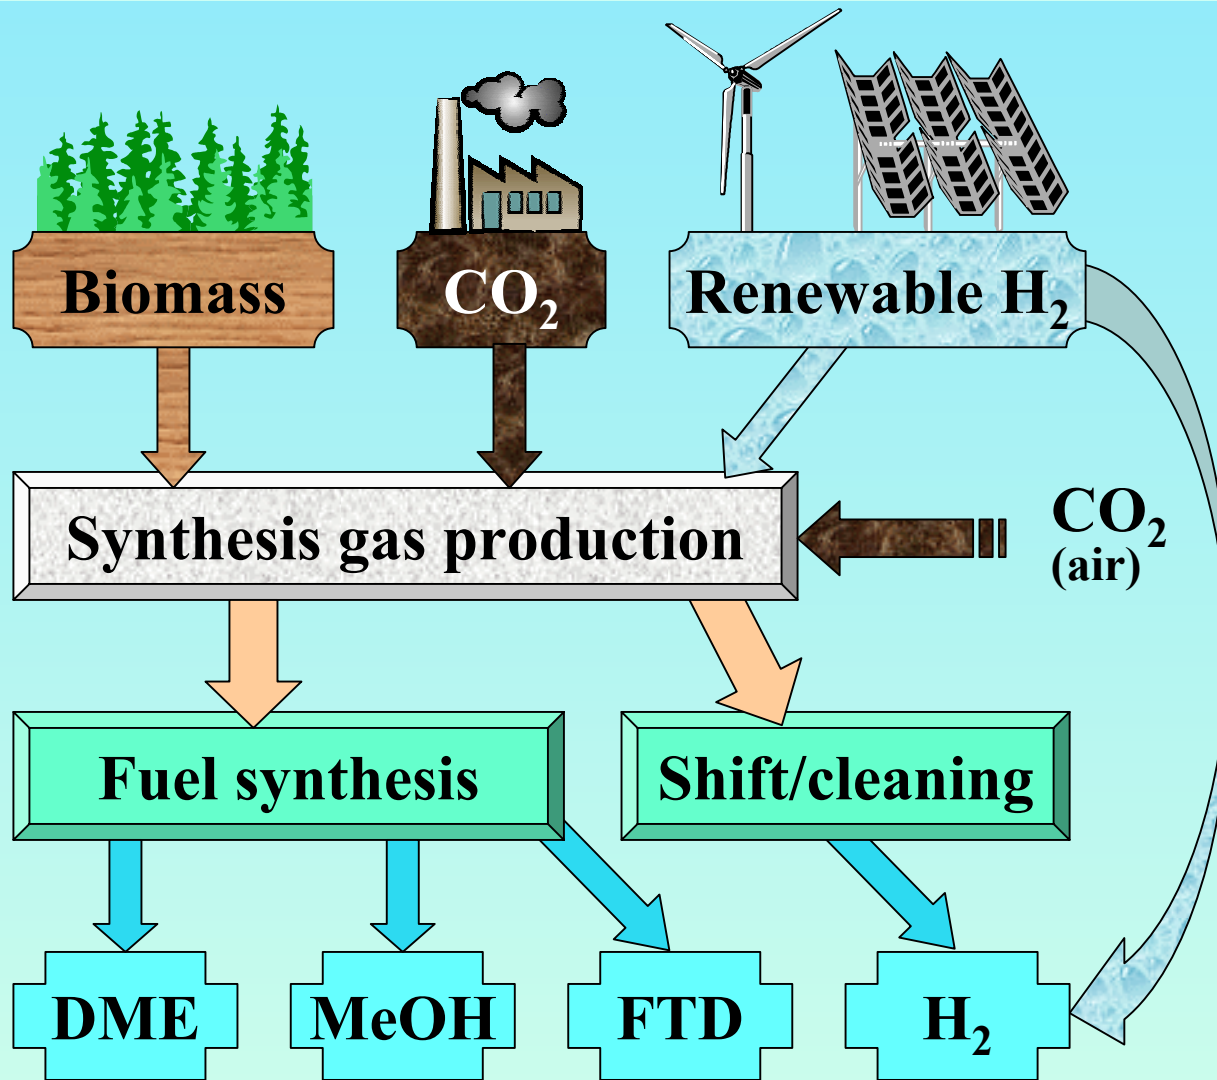 Biomass
CO₂
Renewable H₂
Synthesis gas production
CO₂
(air)
Fuel synthesis
Shift/cleaning
DME
MeOH
FTD
H₂